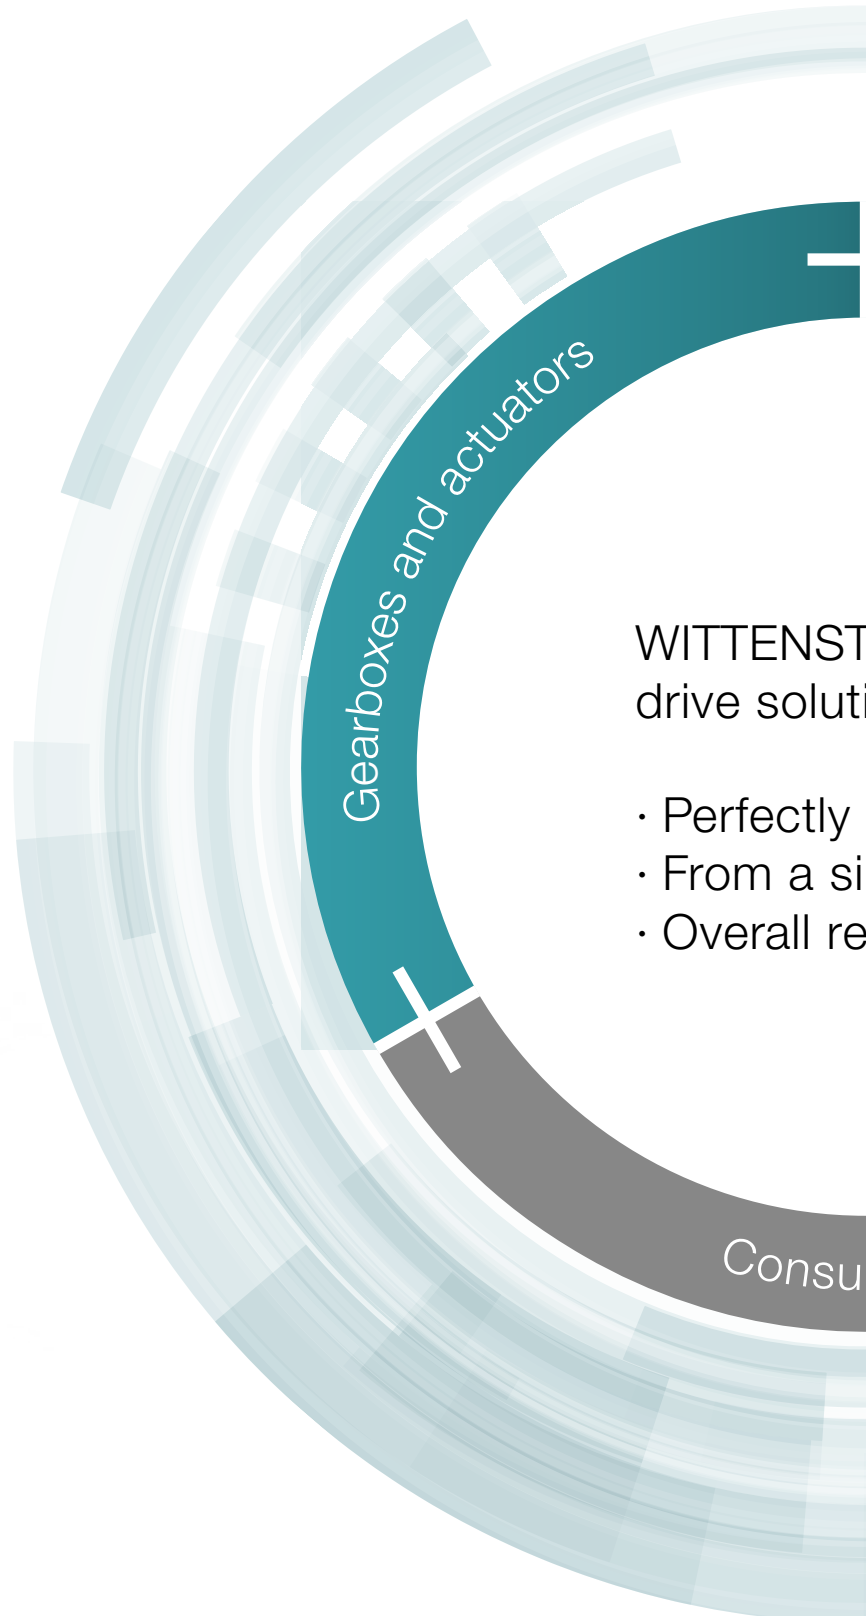 Gearboxes and actuators
WITTENST
drive soluti
· Perfectly
· From a si
· Overall re
Consu